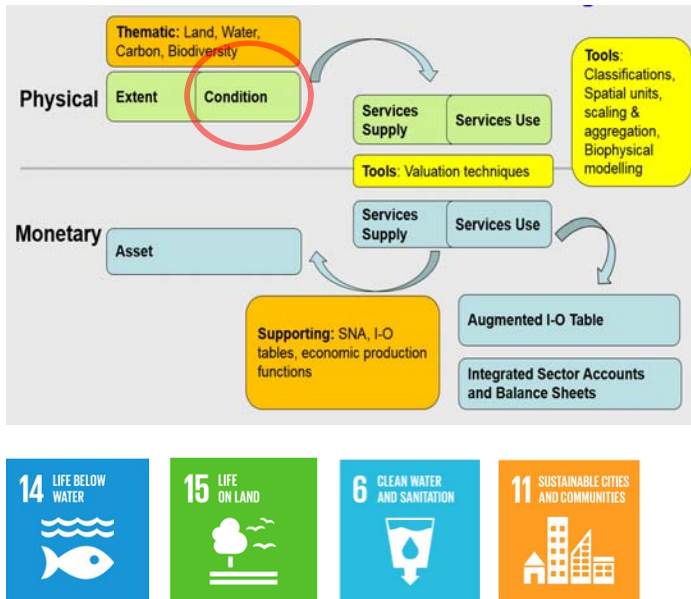 Thematic: Land, Water,
Carbon, Biodiversity
Physical
Extent
Condition
Services
Supply
Services Use
Tools:
Classifications,
Spatial units,
scaling &
aggregation,
Biophysical
modelling
Tools: Valuation techniques
Monetary
Asset
Services
Supply
Services Use
Supporting: SNA, I-O
tables, economic production
functions
Augmented I-O Table
Integrated Sector Accounts
and Balance Sheets
14 LIFE BELOW
WATER
15 LIFE
ON LAND
6 CLEAN WATER
AND SANITATION
11 SUSTAINABLE CITIES
AND COMMUNITIES